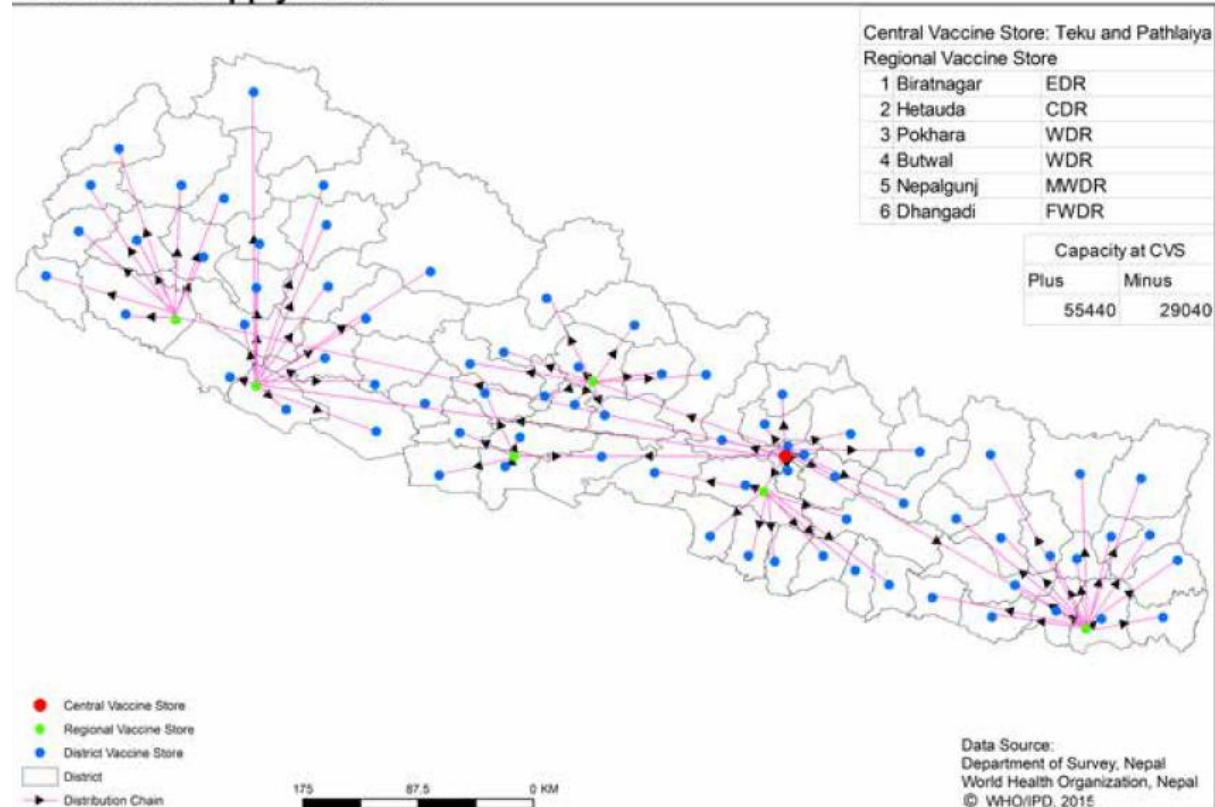 Central Vaccine Store: Teku and Pathlaiya
Regional Vaccine Store
1 Biratnagar EDR
2 Hetauda CDR
3 Pokhara WDR
4 Butwal WDR
5 Nepalgunj MWDR
6 Dhangadi FWDR
Capacity at CVS
Plus Minus
55440 29040
Central Vaccine Store
Regional Vaccine Store
District Vaccine Store
District
Distribution Chain
175 87.5 0 KM
Data Source:
Department of Survey, Nepal
World Health Organization, Nepal
© WHO/IPD, 2015